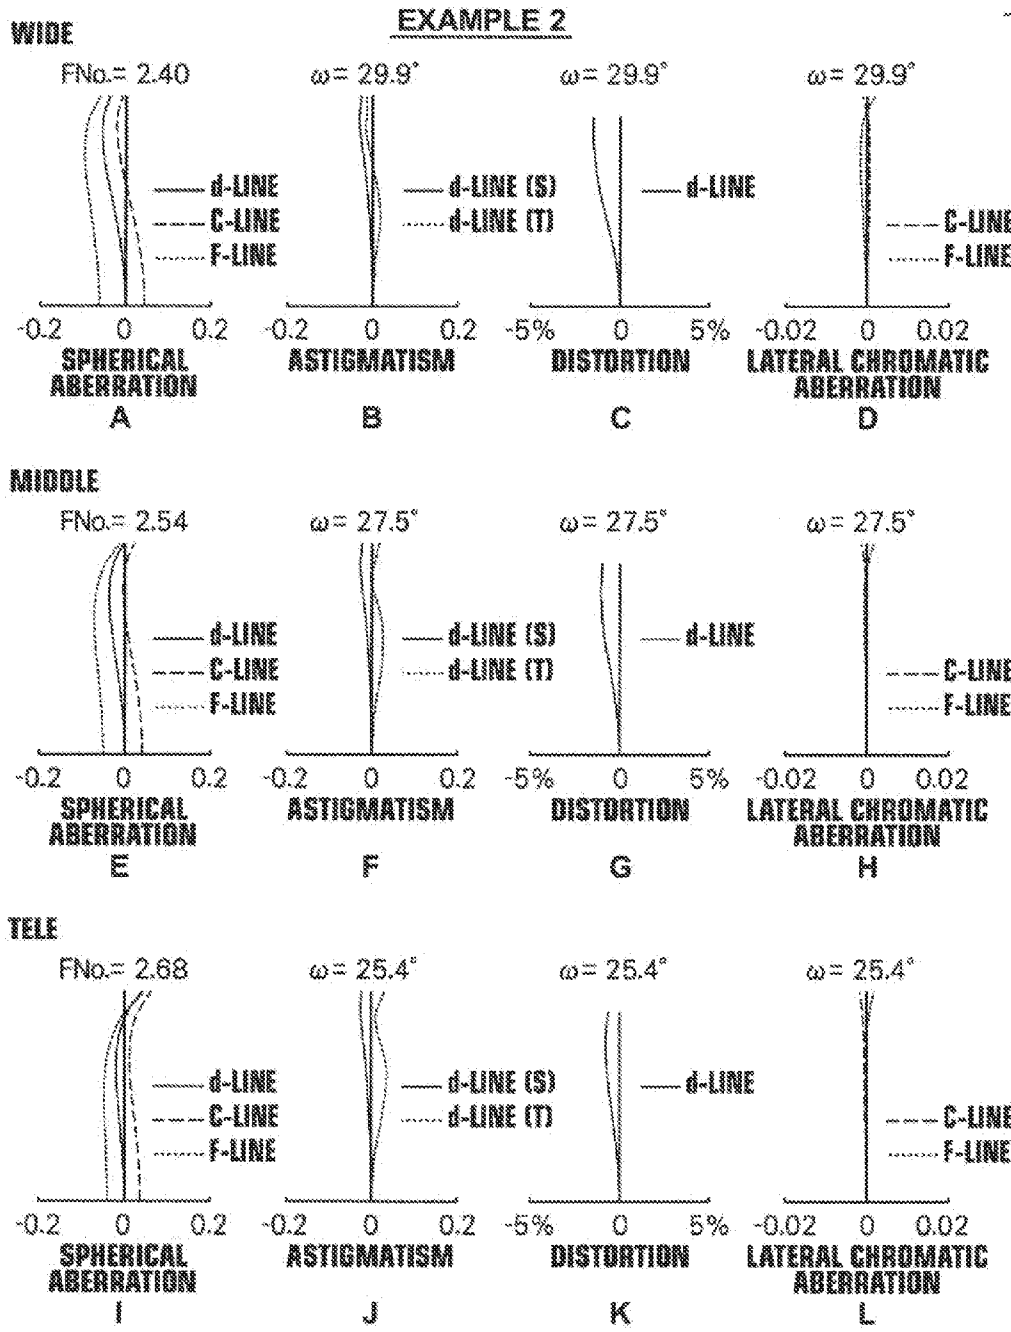 EXAMPLE 2
WIDE
FNo.= 2.40
ω= 29.9°
ω= 29.9°
ω= 29.9°
d-LINE
C-LINE
F-LINE
d-LINE (S)
d-LINE (T)
d-LINE
C-LINE
F-LINE
-0.2 0 0.2
-0.2 0 0.2
-5% 0 5%
-0.02 0 0.02
SPHERICAL
ABERRATION
ASTIGMATISM
DISTORTION
LATERAL CHROMATIC
ABERRATION
A
B
C
D
MIDDLE
FNo.= 2.54
ω= 27.5°
ω= 27.5°
ω= 27.5°
d-LINE
C-LINE
F-LINE
d-LINE (S)
d-LINE (T)
d-LINE
C-LINE
F-LINE
-0.2 0 0.2
-0.2 0 0.2
-5% 0 5%
-0.02 0 0.02
SPHERICAL
ABERRATION
ASTIGMATISM
DISTORTION
LATERAL CHROMATIC
ABERRATION
E
F
G
H
TELE
FNo.= 2.68
ω= 25.4°
ω= 25.4°
ω= 25.4°
d-LINE
C-LINE
F-LINE
d-LINE (S)
d-LINE (T)
d-LINE
C-LINE
F-LINE
-0.2 0 0.2
-0.2 0 0.2
-5% 0 5%
-0.02 0 0.02
SPHERICAL
ABERRATION
ASTIGMATISM
DISTORTION
LATERAL CHROMATIC
ABERRATION
I
J
K
L